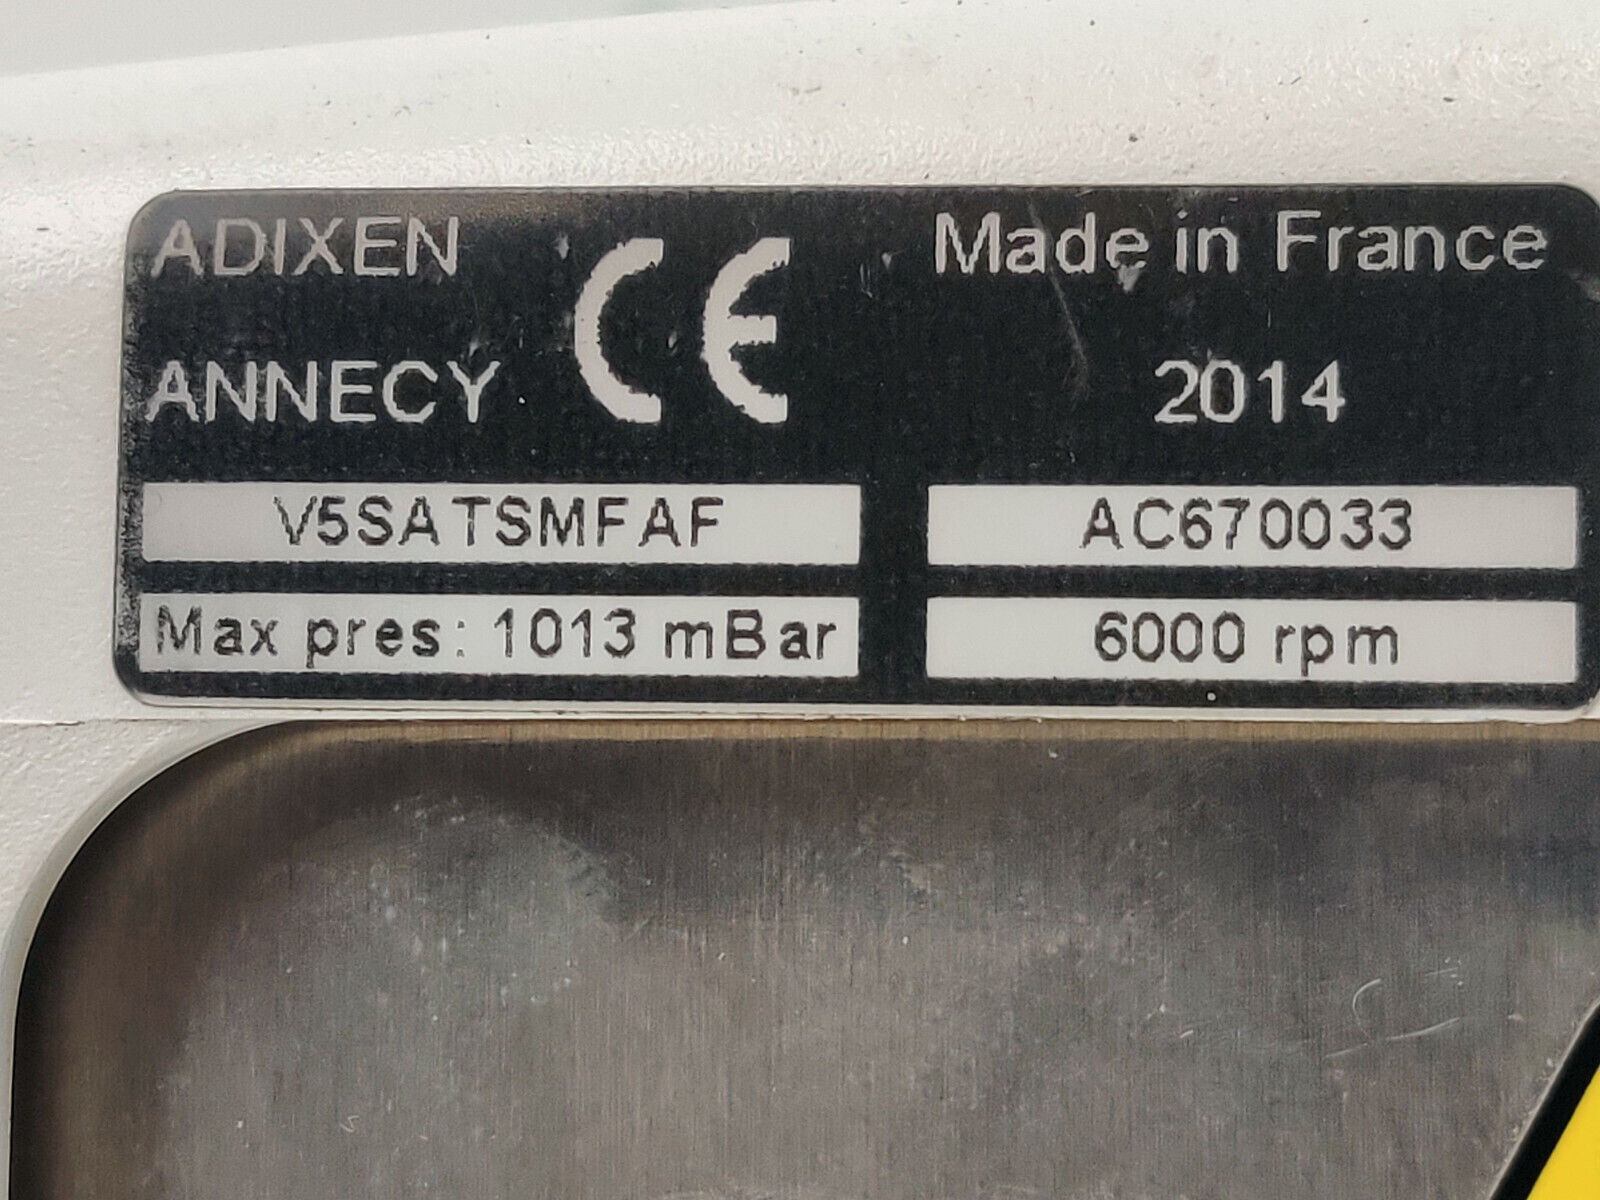 ADIXEN
ANNECY
CE
Made in France
2014
V5SATSMFAF
AC670033
Max pres: 1013 mBar
6000 rpm